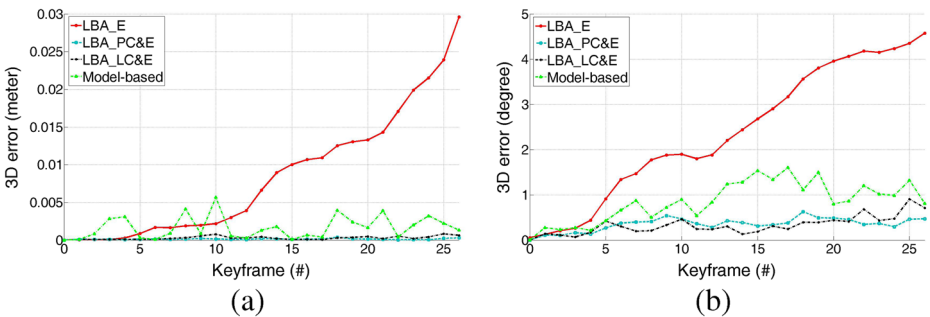 0.03
0.025
0.02
0.015
0.01
0.005
0
3D error (meter)
LBA_E
LBA_PC&E
LBA_LC&E
Model-based
0 5 10 15 20 25
Keyframe (#)
(a)
5
4
3
2
1
0
3D error (degree)
LBA_E
LBA_PC&E
LBA_LC&E
Model-based
0 5 10 15 20 25
Keyframe (#)
(b)